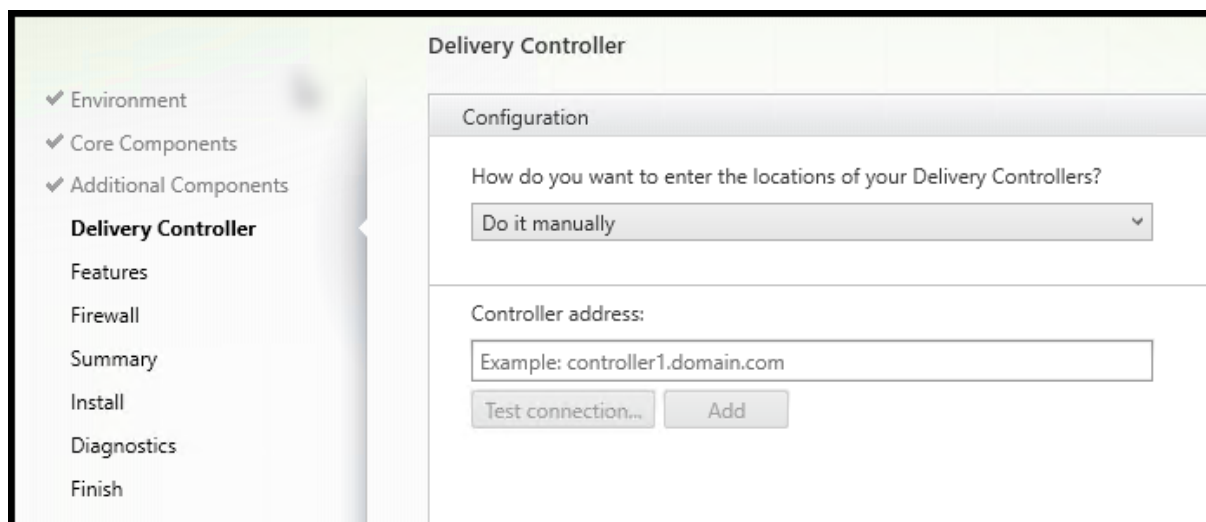 Delivery Controller
Environment
Core Components
Additional Components
Delivery Controller
Features
Firewall
Summary
Install
Diagnostics
Finish
Configuration
How do you want to enter the locations of your Delivery Controllers?
Do it manually
Controller address:
Example: controller1.domain.com
Test connection... Add